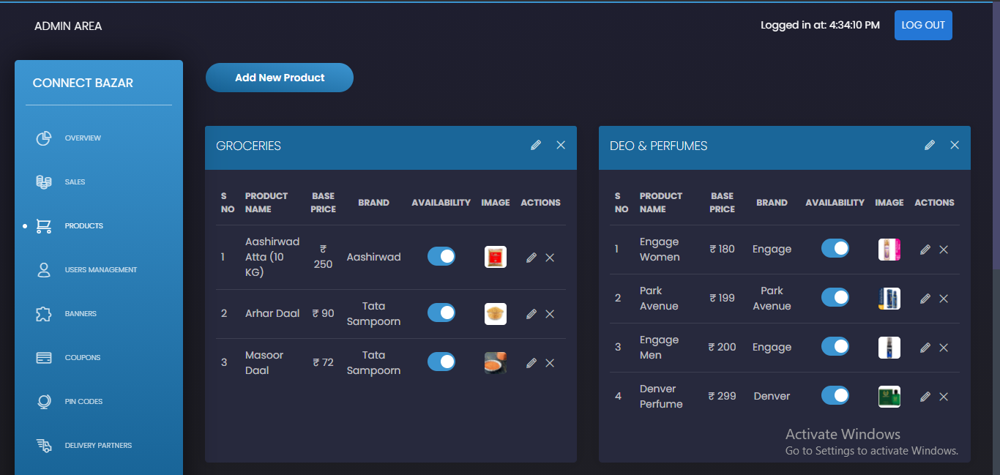 ADMIN AREA
Logged in at: 4:34:10 PM
LOG OUT
CONNECT BAZAR
OVERVIEW
SALES
PRODUCTS
USERS MANAGEMENT
BANNERS
COUPONS
PIN CODES
DELIVERY PARTNERS
Add New Product
GROCERIES
S NO PRODUCT NAME BASE PRICE BRAND AVAILABILITY IMAGE ACTIONS
1 Aashirwad Atta (10 KG) ₹ 250 Aashirwad
2 Arhar Daal ₹ 90 Tata Sampoorn
3 Masoor Daal ₹ 72 Tata Sampoorn
DEO & PERFUMES
S NO PRODUCT NAME BASE PRICE BRAND AVAILABILITY IMAGE ACTIONS
1 Engage Women ₹ 180 Engage
2 Park Avenue ₹ 199 Park Avenue
3 Engage Men ₹ 200 Engage
4 Denver Perfume ₹ 299 Denver
Activate Windows
Go to Settings to activate Windows.